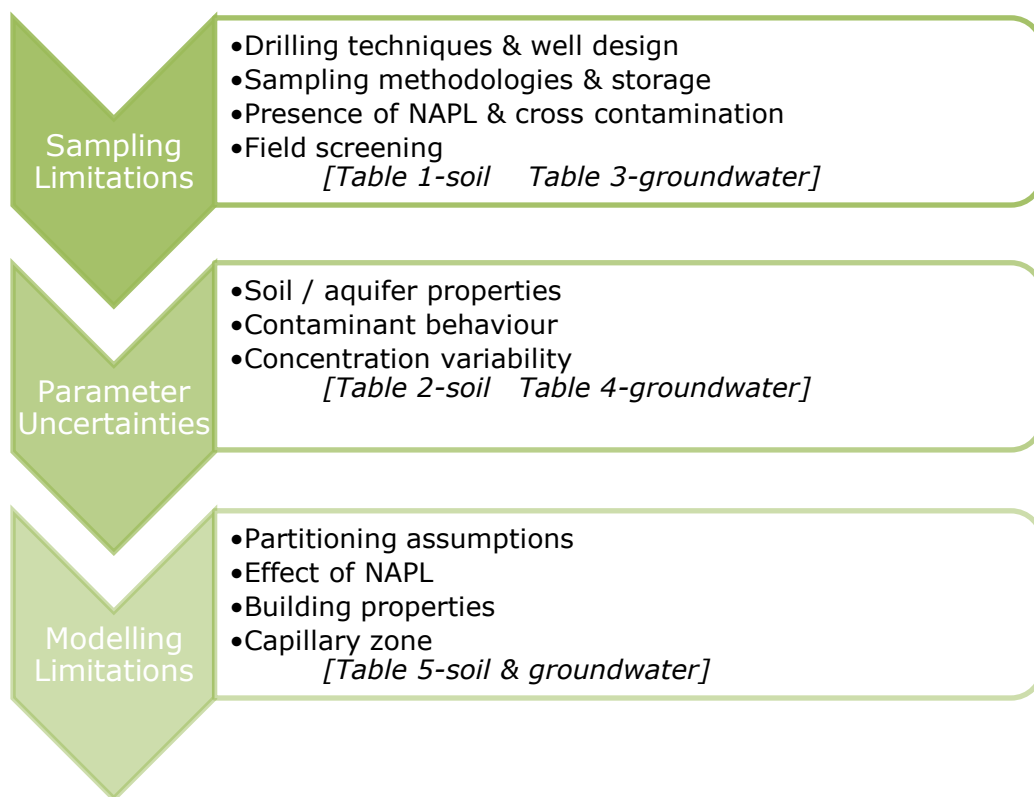 Sampling
Limitations
•Drilling techniques & well design
•Sampling methodologies & storage
•Presence of NAPL & cross contamination
•Field screening
[Table 1-soil Table 3-groundwater]
Parameter
Uncertainties
•Soil / aquifer properties
•Contaminant behaviour
•Concentration variability
[Table 2-soil Table 4-groundwater]
Modelling
Limitations
•Partitioning assumptions
•Effect of NAPL
•Building properties
•Capillary zone
[Table 5-soil & groundwater]